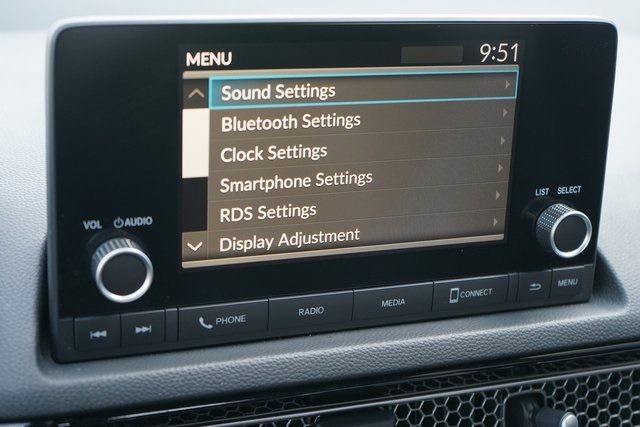 MENU 9:51
Sound Settings
Bluetooth Settings
Clock Settings
Smartphone Settings
RDS Settings
Display Adjustment
VOL AUDIO
LIST SELECT
PHONE RADIO MEDIA CONNECT MENU